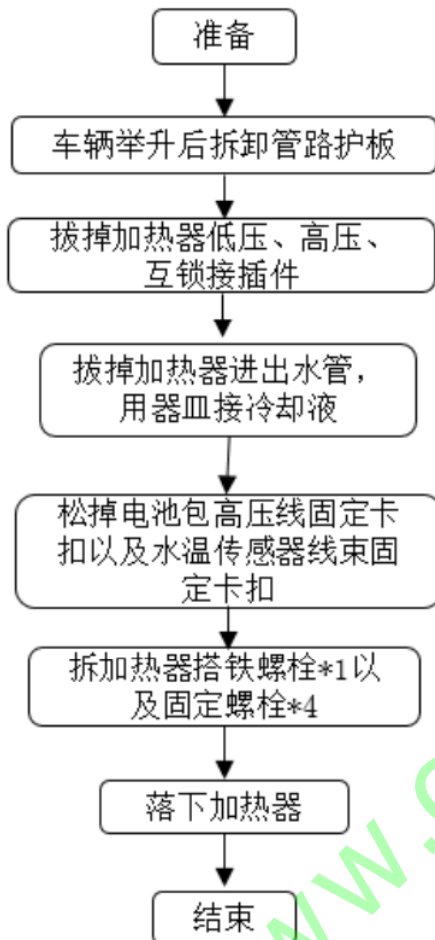 准备
车辆举升后拆卸管路护板
拔掉加热器低压、高压、
互锁接插件
拔掉加热器进出水管,
用器皿接冷却液
松掉电池包高压线固定卡
扣以及水温传感器线束固
定卡扣
拆加热器搭铁螺栓*1以
及固定螺栓*4
落下加热器
结束